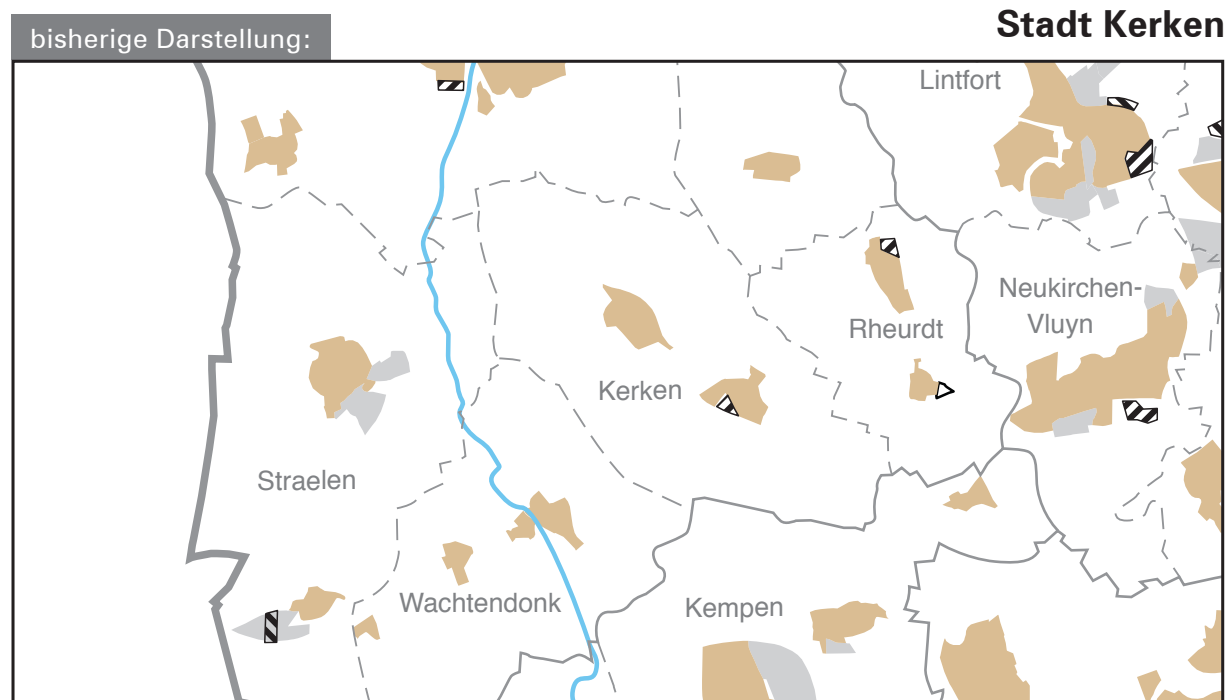 Stadt Kerken
bisherige Darstellung:
Lintfort
Neukirchen-
Vluyn
Rheurdt
Kerken
Straelen
Wachtendonk
Kempen